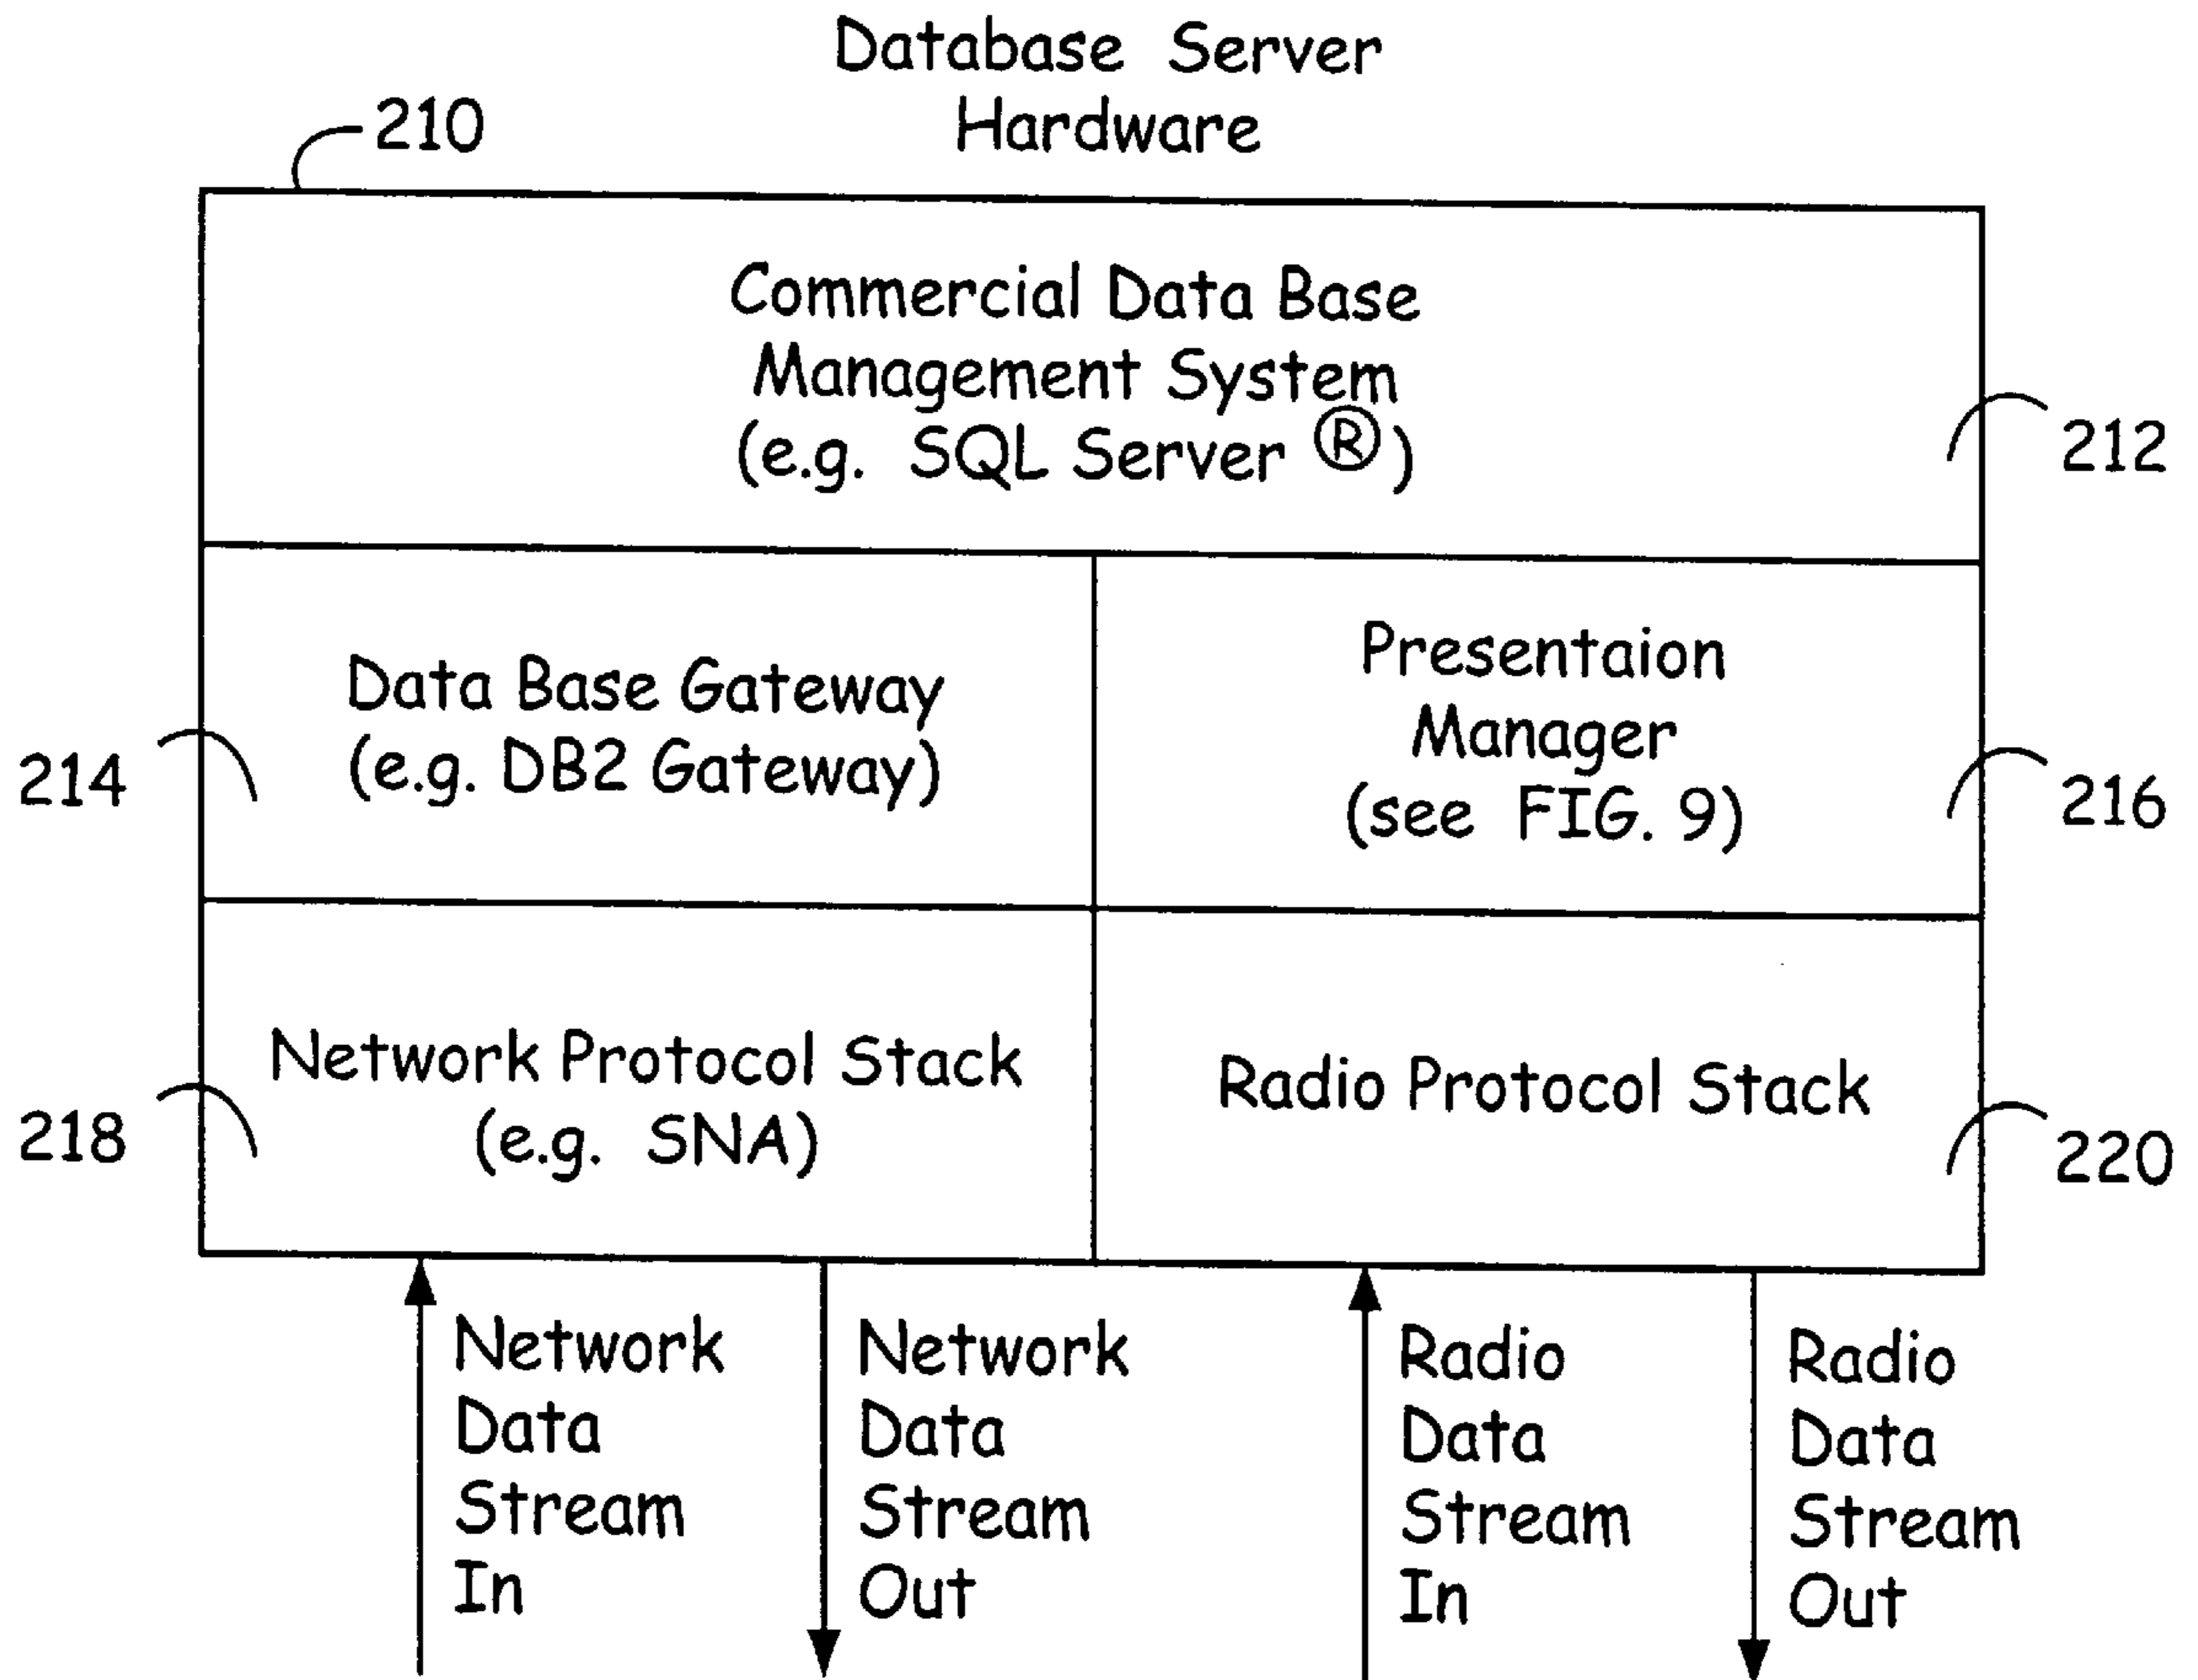 Database Server
Hardware
210
Commercial Data Base
Management System
(e.g. SQL Server ®)
212
Data Base Gateway
(e.g. DB2 Gateway)
214
Presentaion
Manager
(see FIG. 9)
216
Network Protocol Stack
(e.g. SNA)
218
Radio Protocol Stack
220
Network
Data
Stream
In
Network
Data
Stream
Out
Radio
Data
Stream
In
Radio
Data
Stream
Out